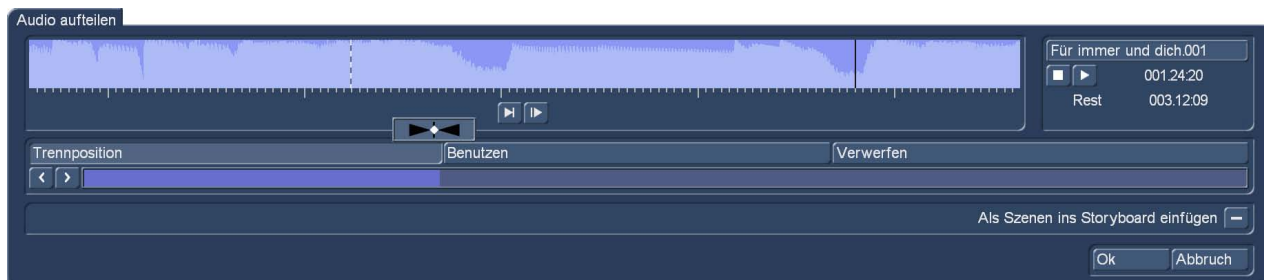 Audio aufteilen
Für immer und dich.001
001.24:20
Rest 003.12:09
Trennposition Benutzen Verwerfen
Als Szenen ins Storyboard einfügen
Ok Abbruch